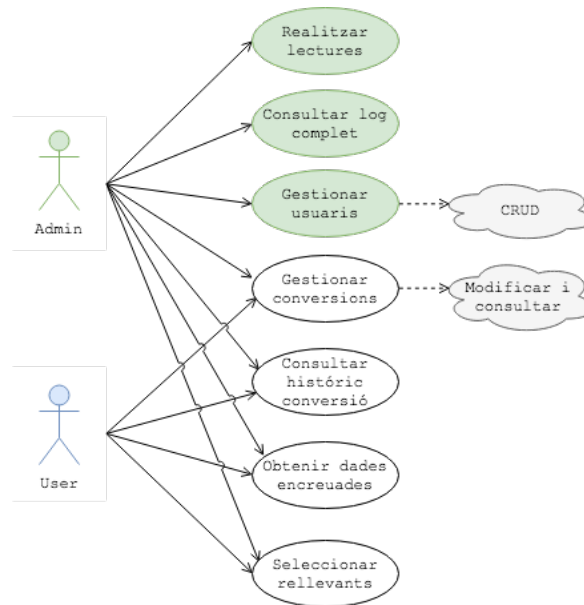 Realitzar
lectures
Consultar log
complet
Admin
Gestionar
usuaris
CRUD
Gestionar
conversions
Modificar i
consultar
Consultar
históric
conversió
User
Obtenir dades
encreuades
Seleccionar
rellevants